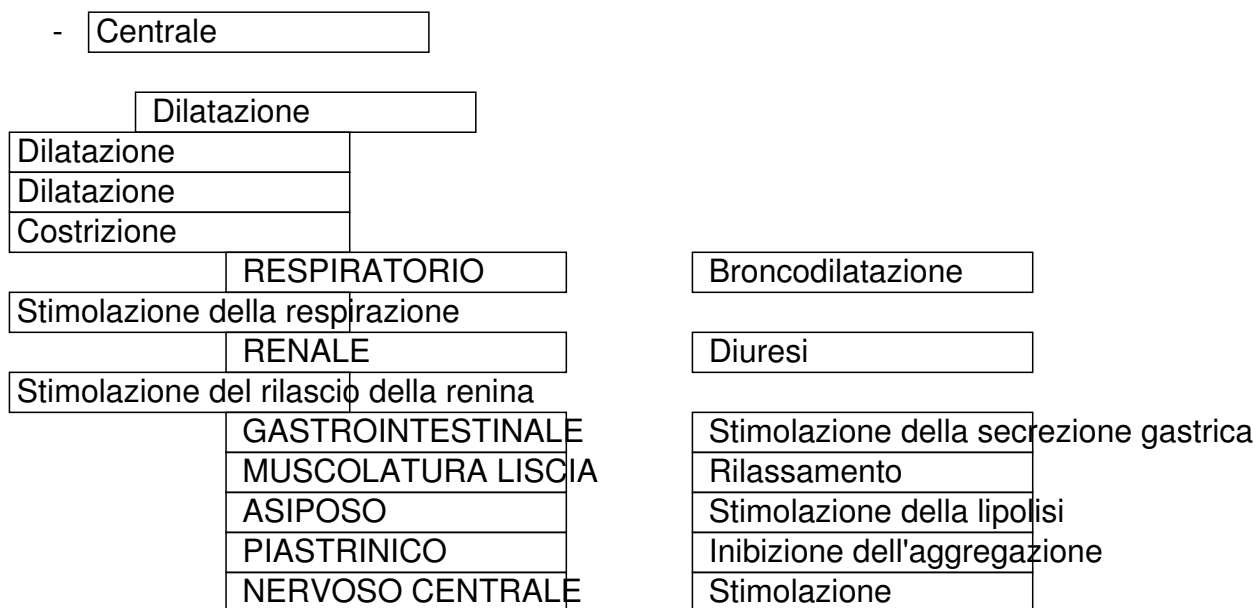 - Centrale
Dilatazione
Dilatazione
Dilatazione
Costrizione
RESPIRATORIO Broncodilatazione
Stimolazione della respirazione
RENALE Diuresi
Stimolazione del rilascio della renina
GASTROINTESTINALE Stimolazione della secrezione gastrica
MUSCOLATURA LISCIA Rilassamento
ASIPOSO Stimolazione della lipolisi
PIASTRINICO Inibizione dell'aggregazione
NERVOSO CENTRALE Stimolazione